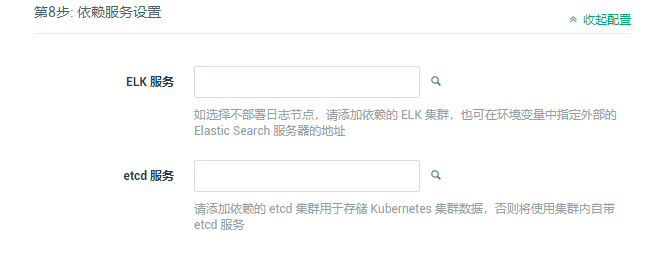 第8步: 依赖服务设置
收起配置
ELK 服务
如选择不部署日志节点，请添加依赖的 ELK 集群，也可在环境变量中指定外部的
Elastic Search 服务器的地址
etcd 服务
请添加依赖的 etcd 集群用于存储 Kubernetes 集群数据，否则将使用集群内自带
etcd 服务